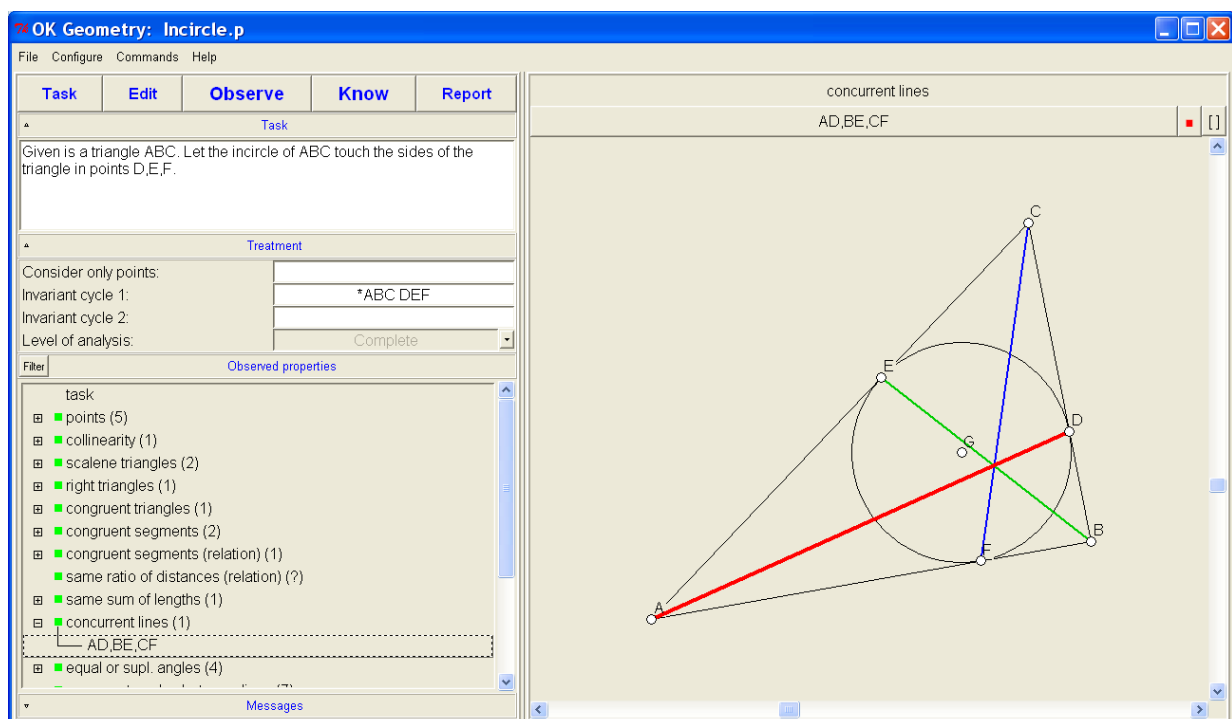 OK Geometry: Incircle.p
File Configure Commands Help
Task Edit Observe Know Report
Task
Given is a triangle ABC. Let the incircle of ABC touch the sides of the
triangle in points D,E,F.
Treatment
Consider only points:
Invariant cycle 1: *ABC DEF
Invariant cycle 2:
Level of analysis: Complete
Filter Observed properties
task
points (5)
collinearity (1)
scalene triangles (2)
right triangles (1)
congruent triangles (1)
congruent segments (2)
congruent segments (relation) (1)
same ratio of distances (relation) (?)
same sum of lengths (1)
concurrent lines (1)
AD,BE,CF
equal or supl. angles (4)
Messages
concurrent lines
AD,BE,CF
[ ]
C
E
D
G
B
F
A